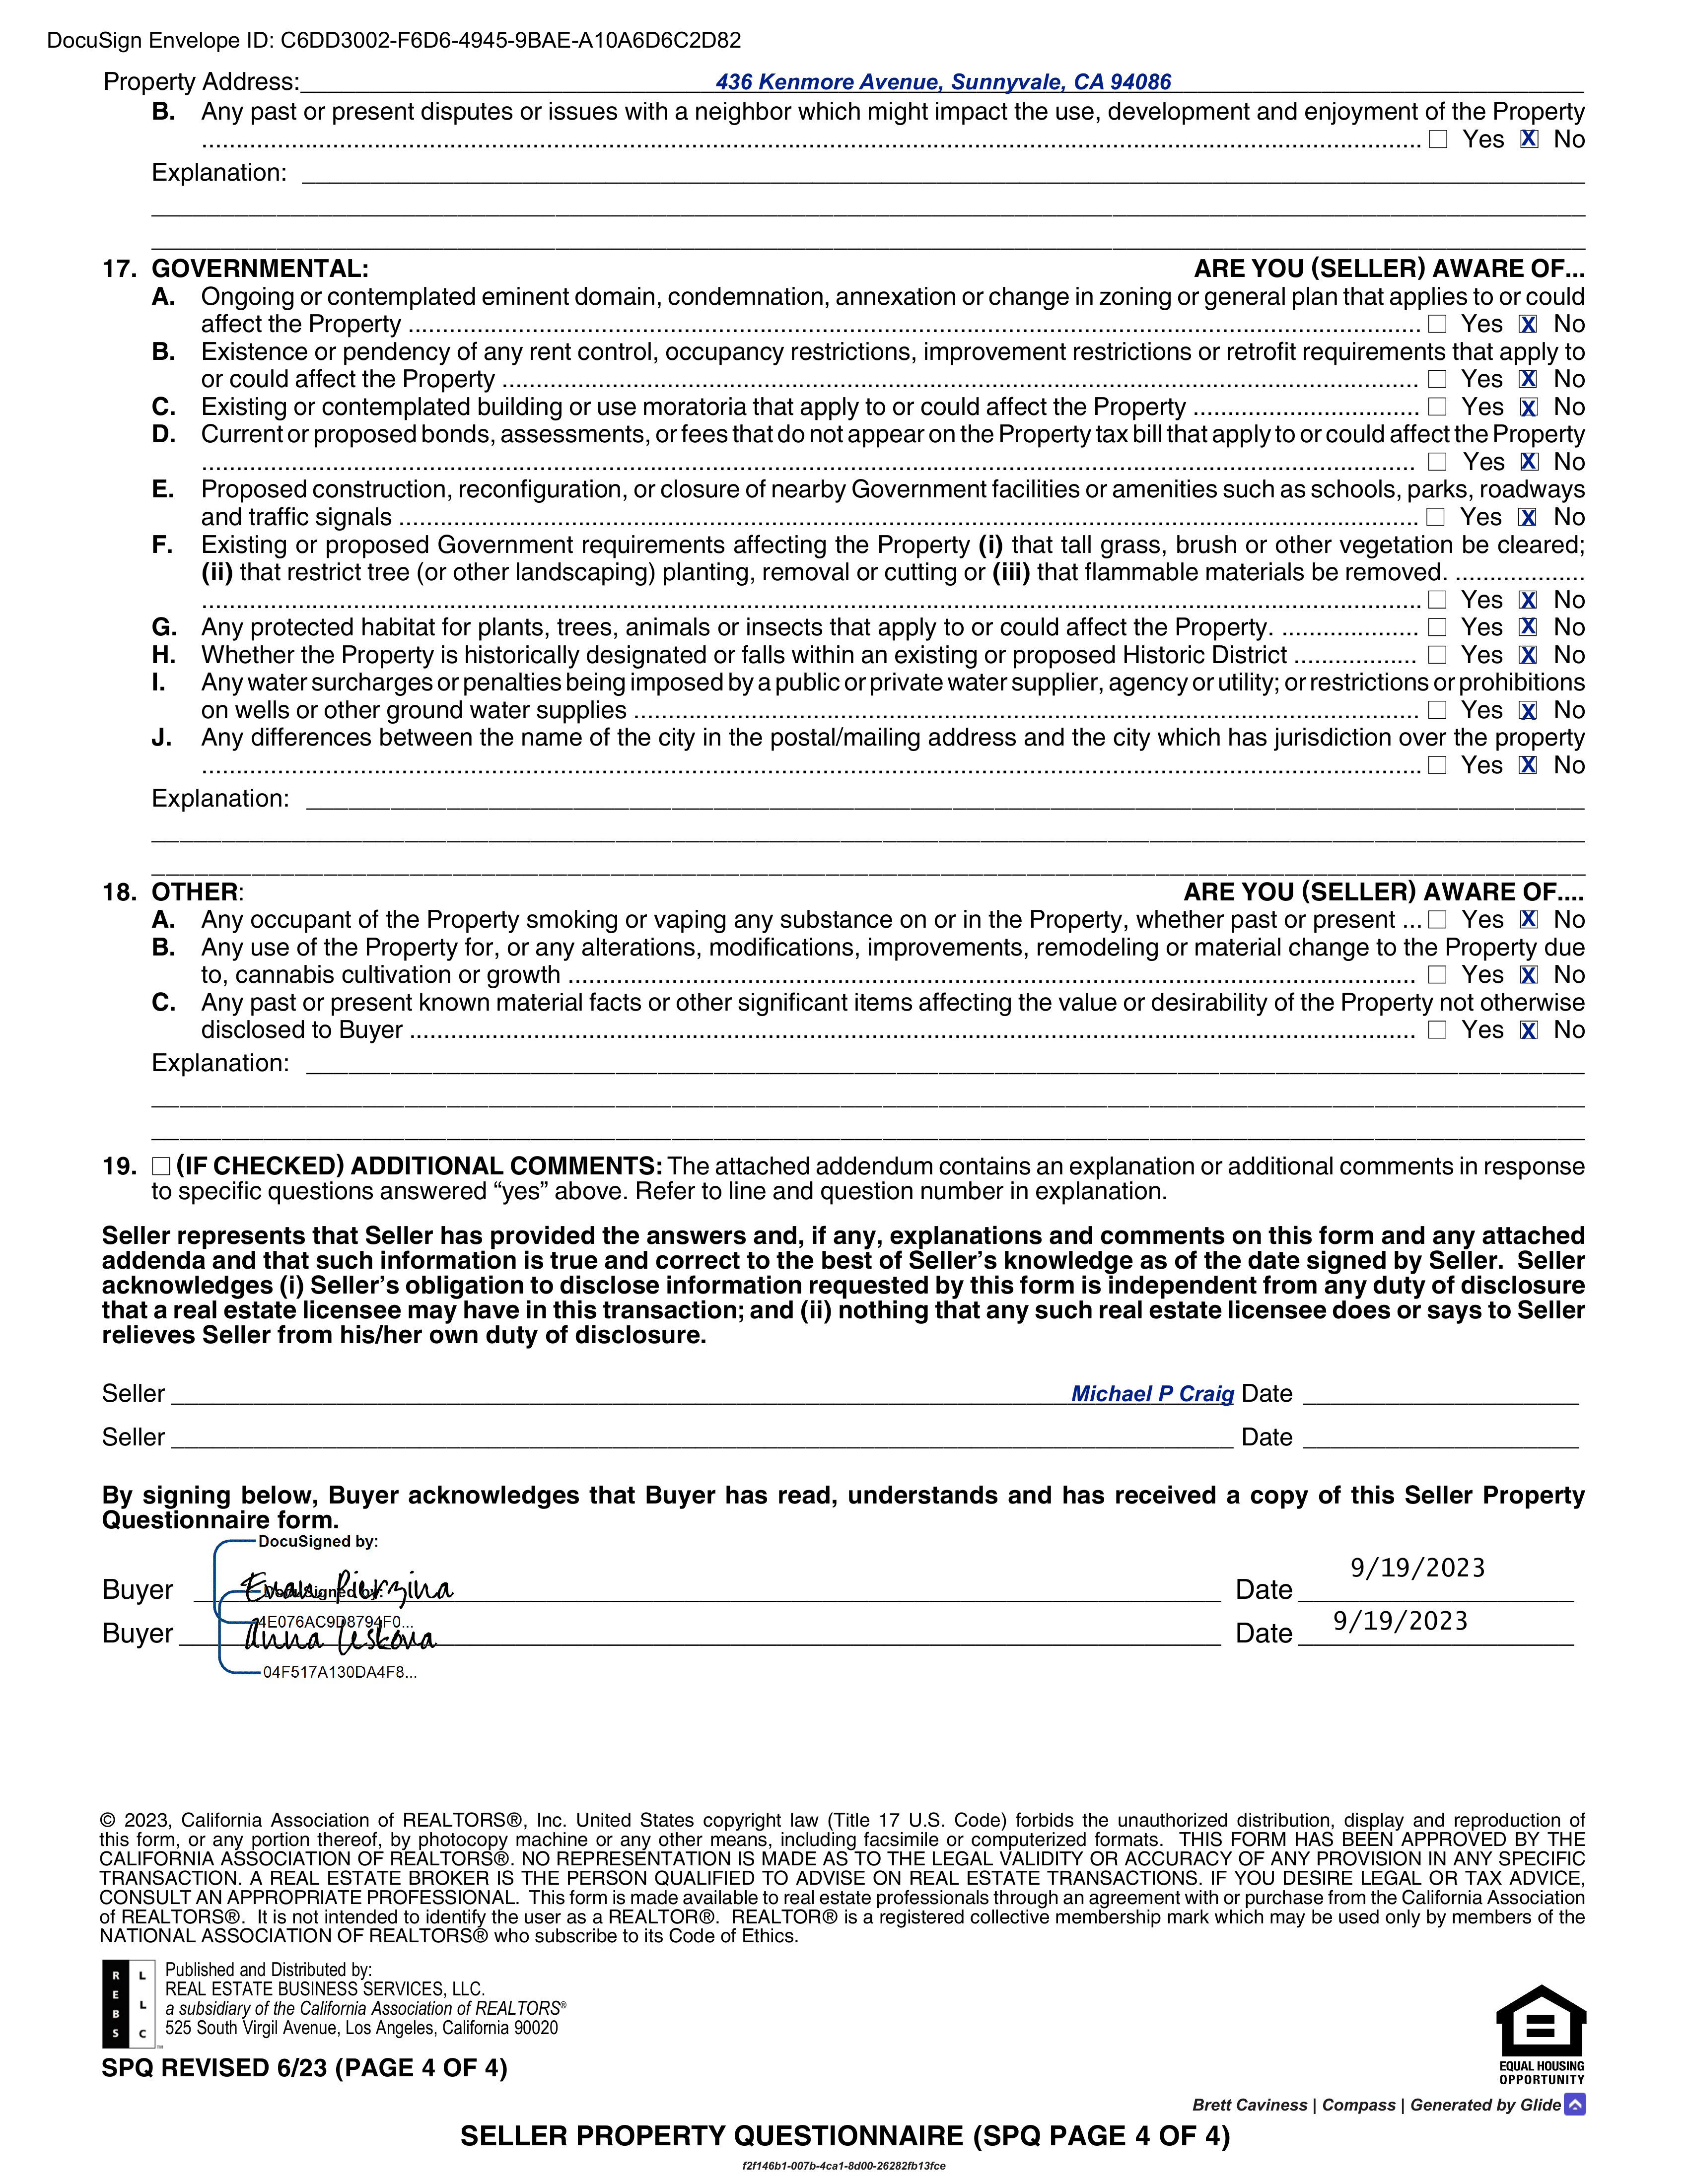 DocuSign Envelope ID: C6DD3002-F6D6-4945-9BAE-A10A6D6C2D82
Property Address: 436 Kenmore Avenue, Sunnyvale, CA 94086
B. Any past or present disputes or issues with a neighbor which might impact the use, development and enjoyment of the Property
☐ Yes ☒ No
Explanation:
17. GOVERNMENTAL: ARE YOU (SELLER) AWARE OF...
A. Ongoing or contemplated eminent domain, condemnation, annexation or change in zoning or general plan that applies to or could
affect the Property ☐ Yes ☒ No
B. Existence or pendency of any rent control, occupancy restrictions, improvement restrictions or retrofit requirements that apply to
or could affect the Property ☐ Yes ☒ No
C. Existing or contemplated building or use moratoria that apply to or could affect the Property ☐ Yes ☒ No
D. Current or proposed bonds, assessments, or fees that do not appear on the Property tax bill that apply to or could affect the Property
☐ Yes ☒ No
E. Proposed construction, reconfiguration, or closure of nearby Government facilities or amenities such as schools, parks, roadways
and traffic signals ☐ Yes ☒ No
F. Existing or proposed Government requirements affecting the Property (i) that tall grass, brush or other vegetation be cleared;
(ii) that restrict tree (or other landscaping) planting, removal or cutting or (iii) that flammable materials be removed.
☐ Yes ☒ No
G. Any protected habitat for plants, trees, animals or insects that apply to or could affect the Property. ☐ Yes ☒ No
H. Whether the Property is historically designated or falls within an existing or proposed Historic District ☐ Yes ☒ No
I. Any water surcharges or penalties being imposed by a public or private water supplier, agency or utility; or restrictions or prohibitions
on wells or other ground water supplies ☐ Yes ☒ No
J. Any differences between the name of the city in the postal/mailing address and the city which has jurisdiction over the property
☐ Yes ☒ No
Explanation:
18. OTHER: ARE YOU (SELLER) AWARE OF....
A. Any occupant of the Property smoking or vaping any substance on or in the Property, whether past or present ... ☐ Yes ☒ No
B. Any use of the Property for, or any alterations, modifications, improvements, remodeling or material change to the Property due
to, cannabis cultivation or growth ☐ Yes ☒ No
C. Any past or present known material facts or other significant items affecting the value or desirability of the Property not otherwise
disclosed to Buyer ☐ Yes ☒ No
Explanation:
19. ☐ (IF CHECKED) ADDITIONAL COMMENTS: The attached addendum contains an explanation or additional comments in response
to specific questions answered “yes” above. Refer to line and question number in explanation.
Seller represents that Seller has provided the answers and, if any, explanations and comments on this form and any attached
addenda and that such information is true and correct to the best of Seller’s knowledge as of the date signed by Seller. Seller
acknowledges (i) Seller’s obligation to disclose information requested by this form is independent from any duty of disclosure
that a real estate licensee may have in this transaction; and (ii) nothing that any such real estate licensee does or says to Seller
relieves Seller from his/her own duty of disclosure.
Seller Michael P Craig Date
Seller Date
By signing below, Buyer acknowledges that Buyer has read, understands and has received a copy of this Seller Property
Questionnaire form.
DocuSigned by:
Buyer Evan Pierzina Date 9/19/2023
DocuSigned by:
4E076AC9D8794F0...
Buyer Anna Leskova Date 9/19/2023
04F517A130DA4F8...
© 2023, California Association of REALTORS®, Inc. United States copyright law (Title 17 U.S. Code) forbids the unauthorized distribution, display and reproduction of
this form, or any portion thereof, by photocopy machine or any other means, including facsimile or computerized formats. THIS FORM HAS BEEN APPROVED BY THE
CALIFORNIA ASSOCIATION OF REALTORS®. NO REPRESENTATION IS MADE AS TO THE LEGAL VALIDITY OR ACCURACY OF ANY PROVISION IN ANY SPECIFIC
TRANSACTION. A REAL ESTATE BROKER IS THE PERSON QUALIFIED TO ADVISE ON REAL ESTATE TRANSACTIONS. IF YOU DESIRE LEGAL OR TAX ADVICE,
CONSULT AN APPROPRIATE PROFESSIONAL. This form is made available to real estate professionals through an agreement with or purchase from the California Association
of REALTORS®. It is not intended to identify the user as a REALTOR®. REALTOR® is a registered collective membership mark which may be used only by members of the
NATIONAL ASSOCIATION OF REALTORS® who subscribe to its Code of Ethics.
REBS LLC™
Published and Distributed by:
REAL ESTATE BUSINESS SERVICES, LLC.
a subsidiary of the California Association of REALTORS®
525 South Virgil Avenue, Los Angeles, California 90020
SPQ REVISED 6/23 (PAGE 4 OF 4)
EQUAL HOUSING
OPPORTUNITY
Brett Caviness | Compass | Generated by Glide
SELLER PROPERTY QUESTIONNAIRE (SPQ PAGE 4 OF 4)
f2f146b1-007b-4ca1-8d00-26282fb13fce